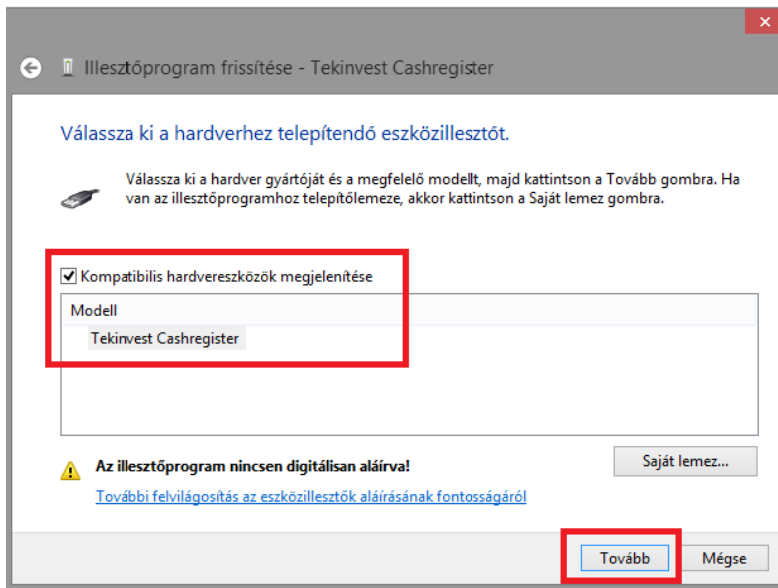 Illesztőprogram frissítése - Tekinvest Cashregister
Válassza ki a hardverhez telepítendő eszközillesztőt.
Válassza ki a hardver gyártóját és a megfelelő modellt, majd kattintson a Tovább gombra. Ha
van az illesztőprogramhoz telepítőlemeze, akkor kattintson a Saját lemez gombra.
Kompatibilis hardvereszközök megjelenítése
Modell
Tekinvest Cashregister
Az illesztőprogram nincsen digitálisan aláírva!
Saját lemez...
További felvilágosítás az eszközillesztők aláírásának fontosságáról
Tovább
Mégse